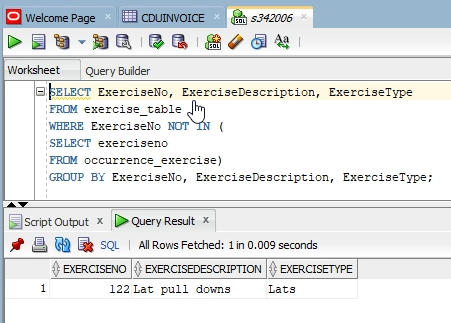 Welcome Page CDUINVOICE s342006
Worksheet Query Builder
SELECT ExerciseNo, ExerciseDescription, ExerciseType
FROM exercise_table
WHERE ExerciseNo NOT IN (
SELECT exerciseno
FROM occurrence_exercise)
GROUP BY ExerciseNo, ExerciseDescription, ExerciseType;
Script Output Query Result
SQL All Rows Fetched: 1 in 0.009 seconds
EXERCISENO EXERCISEDESCRIPTION EXERCISETYPE
1 122 Lat pull downs Lats